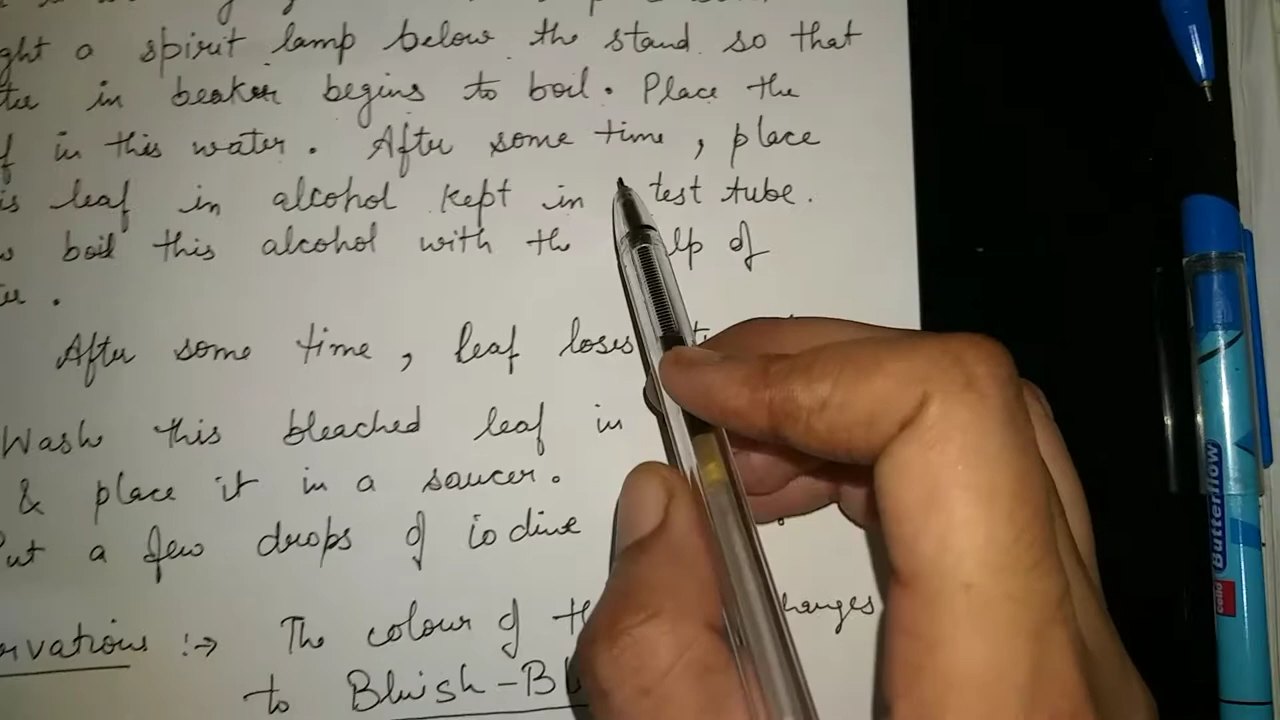 ght a spirit lamp below the stand so that
in beaker begins to boil. Place the
f in this water. After some time, place
is leaf in alcohol kept in test tube.
boil this alcohol with the lp of
After some time, leaf loses
Wash this bleached leaf in
& place it in a saucer.
Put a few drops of iodine
rvations :→ The colour of th hanges
to Bluish-Bl
cello Butterflow